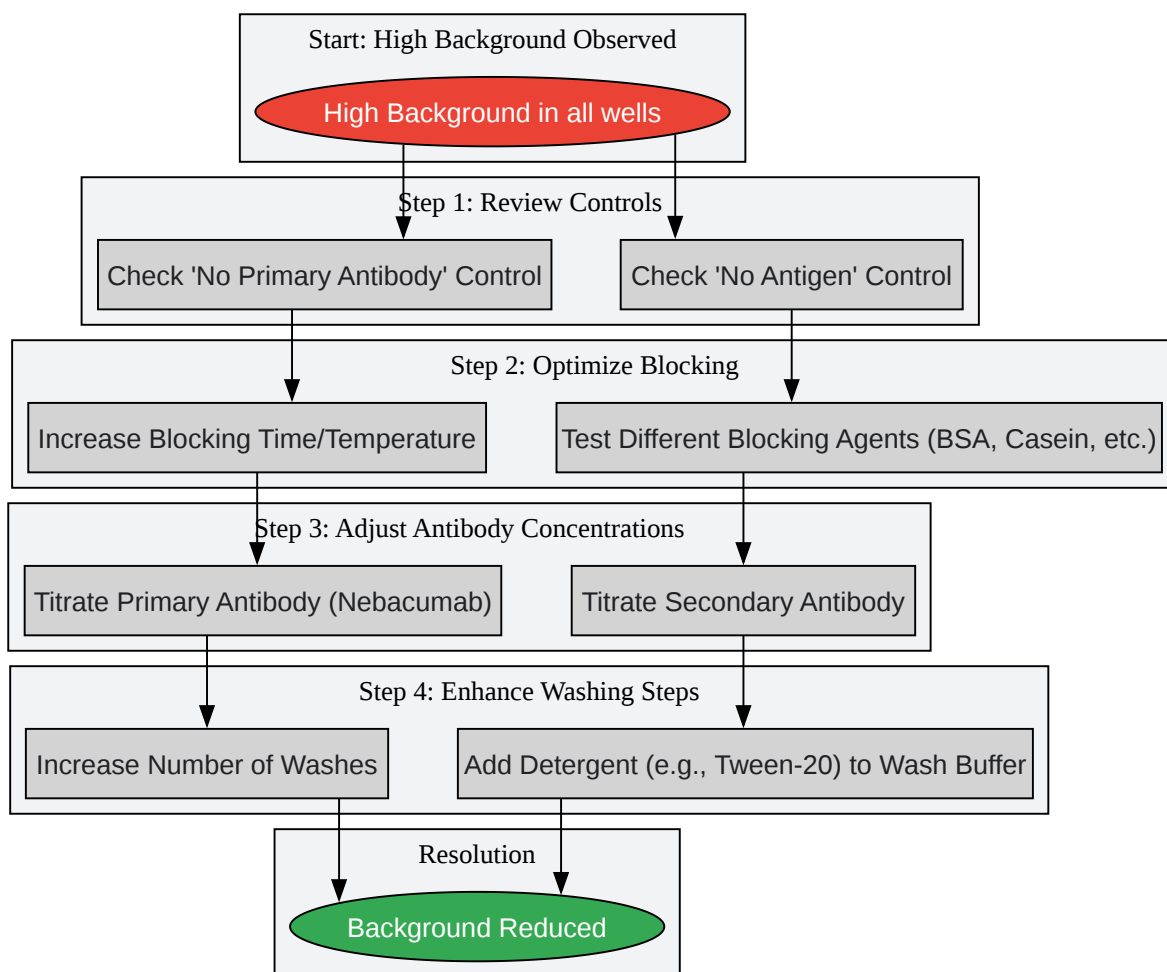 Start: High Background Observed
High Background in all wells
Step 1: Review Controls
Check 'No Primary Antibody' Control
Check 'No Antigen' Control
Step 2: Optimize Blocking
Increase Blocking Time/Temperature
Test Different Blocking Agents (BSA, Casein, etc.)
Step 3: Adjust Antibody Concentrations
Titrate Primary Antibody (Nebacumab)
Titrate Secondary Antibody
Step 4: Enhance Washing Steps
Increase Number of Washes
Add Detergent (e.g., Tween-20) to Wash Buffer
Resolution
Background Reduced